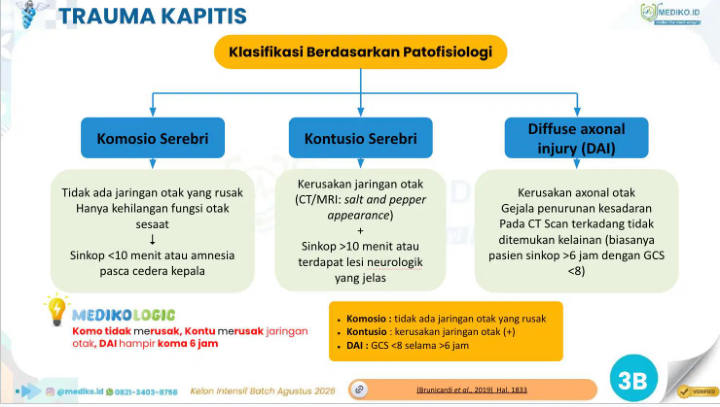 TRAUMA KAPITIS
MEDIKO.ID
Klasifikasi Berdasarkan Patofisiologi
Komosio Serebri
Kontusio Serebri
Diffuse axonal
injury (DAI)
Tidak ada jaringan otak yang rusak
Hanya kehilangan fungsi otak
sesaat
↓
Sinkop <10 menit atau amnesia
pasca cedera kepala
Kerusakan jaringan otak
(CT/MRI: salt and pepper
appearance)
+
Sinkop >10 menit atau
terdapat lesi neurologik
yang jelas
Kerusakan axonal otak
Gejala penurunan kesadaran
Pada CT Scan terkadang tidak
ditemukan kelainan (biasanya
pasien sinkop >6 jam dengan GCS
<8)
MEDIKOLOGIC
Komo tidak merusak, Kontu merusak jaringan
otak, DAI hampir koma 6 jam
• Komosio : tidak ada jaringan otak yang rusak
• Kontusio : kerusakan jaringan otak (+)
• DAI : GCS <8 selama >6 jam
@mediko.id 0821-3403-8758 Kelon Intensif Batch Agustus 2026
(Brunicardi et al., 2019) Hal. 1833
3B
VERIFIED